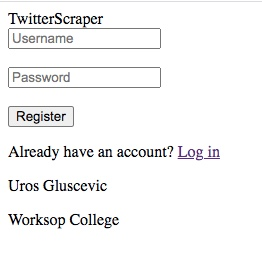 TwitterScraper
Username
Password
Register
Already have an account? Log in
Uros Gluscevic
Worksop College